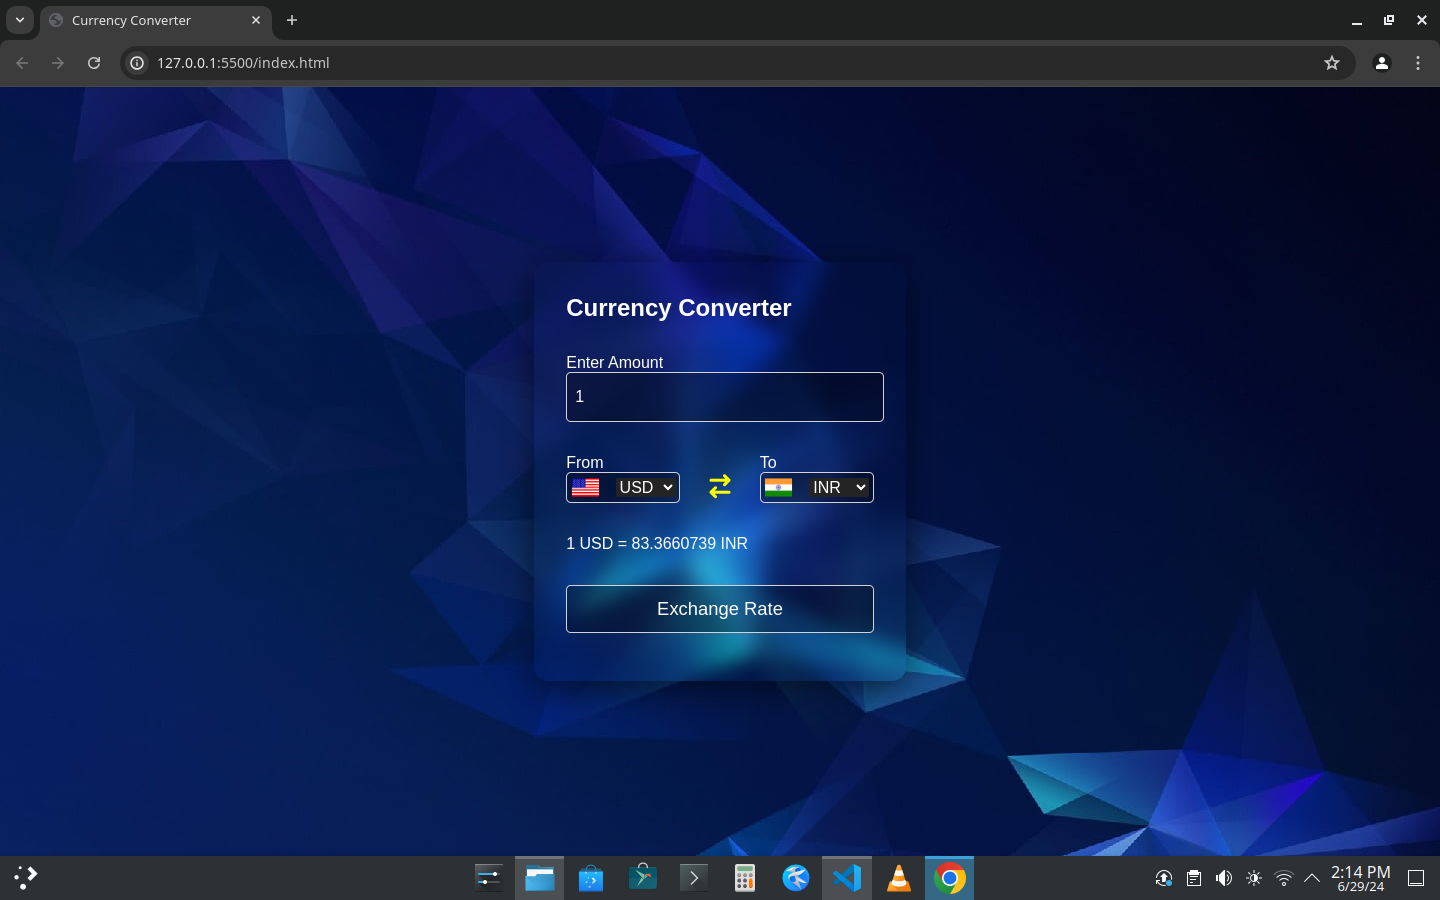 Currency Converter
127.0.0.1:5500/index.html
Currency Converter
Enter Amount
1
From To
USD INR
1 USD = 83.3660739 INR
Exchange Rate
2:14 PM
6/29/24